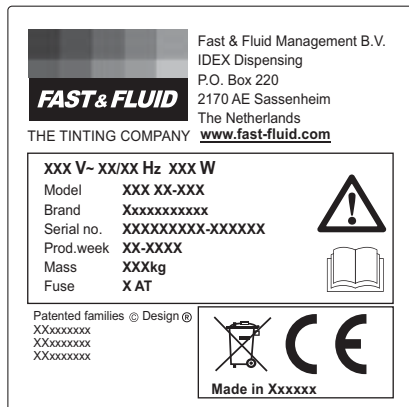 FAST & FLUID
THE TINTING COMPANY
Fast & Fluid Management B.V.
IDEX Dispensing
P.O. Box 220
2170 AE Sassenheim
The Netherlands
www.fast-fluid.com
XXX V~ XX/XX Hz XXX W
Model XXX XX-XXX
Brand Xxxxxxxxxxx
Serial no. XXXXXXXXX-XXXXXX
Prod.week XX-XXXX
Mass XXXkg
Fuse X AT
Patented families © Design ®
XXxxxxxxx
XXxxxxxxx
XXxxxxxxx
CE
Made in Xxxxxx